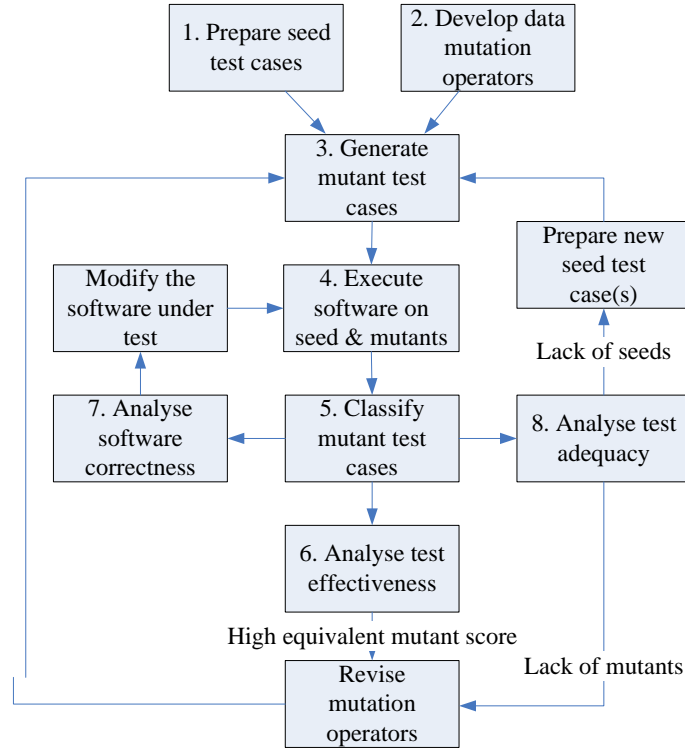 1. Prepare seed
test cases
2. Develop data
mutation
operators
3. Generate
mutant test
cases
Modify the
software under
test
4. Execute
software on
seed & mutants
Prepare new
seed test
case(s)
Lack of seeds
7. Analyse
software
correctness
5. Classify
mutant test
cases
8. Analyse test
adequacy
6. Analyse test
effectiveness
High equivalent mutant score
Lack of mutants
Revise
mutation
operators